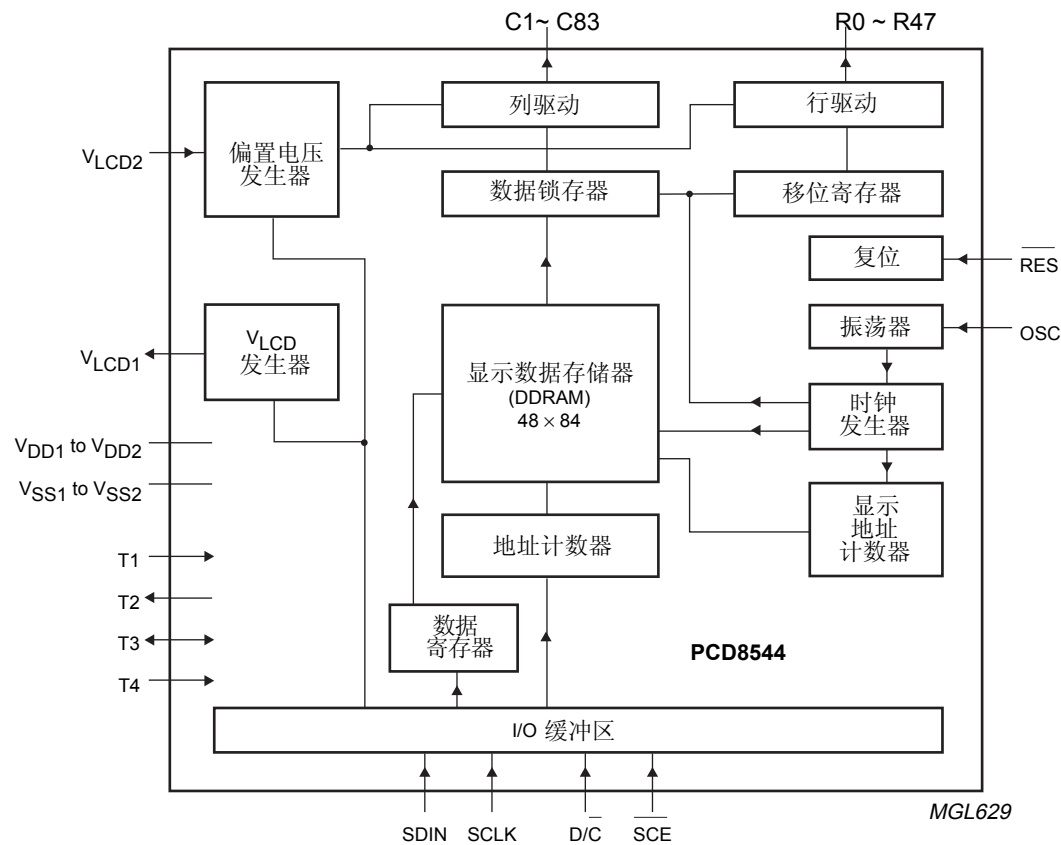 C1~ C83
R0 ~ R47
列驱动
行驱动
偏置电压
发生器
VLCD2
数据锁存器
移位寄存器
复位
RES
振荡器
OSC
VLCD
发生器
VLCD1
显示数据存储器
(DDRAM)
48 × 84
时钟
发生器
VDD1 to VDD2
VSS1 to VSS2
显示
地址
计数器
地址计数器
T1
T2
T3
T4
数据
寄存器
PCD8544
I/O 缓冲区
MGL629
SDIN
SCLK
D/C
SCE